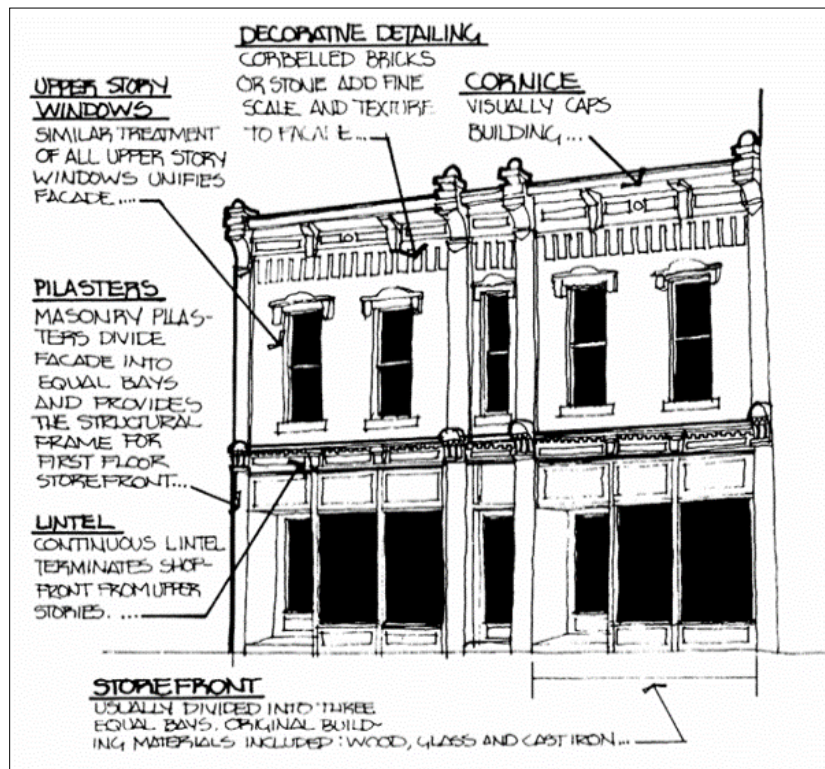 DECORATIVE DETAILING
CORBELLED BRICKS
OR STONE ADD FINE
SCALE AND TEXTURE
TO FACADE...
UPPER STORY
WINDOWS
SIMILAR TREATMENT
OF ALL UPPER STORY
WINDOWS UNIFIES
FACADE....
CORNICE
VISUALLY CAPS
BUILDING...
PILASTERS
MASONRY PILAS-
TERS DIVIDE
FACADE INTO
EQUAL BAYS
AND PROVIDES
THE STRUCTURAL
FRAME FOR
FIRST FLOOR
STOREFRONT...
LINTEL
CONTINUOUS LINTEL
TERMINATES SHOP-
FRONT FROM UPPER
STORIES. ....
STOREFRONT
USUALLY DIVIDED INTO THREE
EQUAL BAYS. ORIGINAL BUILD-
ING MATERIALS INCLUDED: WOOD, GLASS AND CAST IRON...